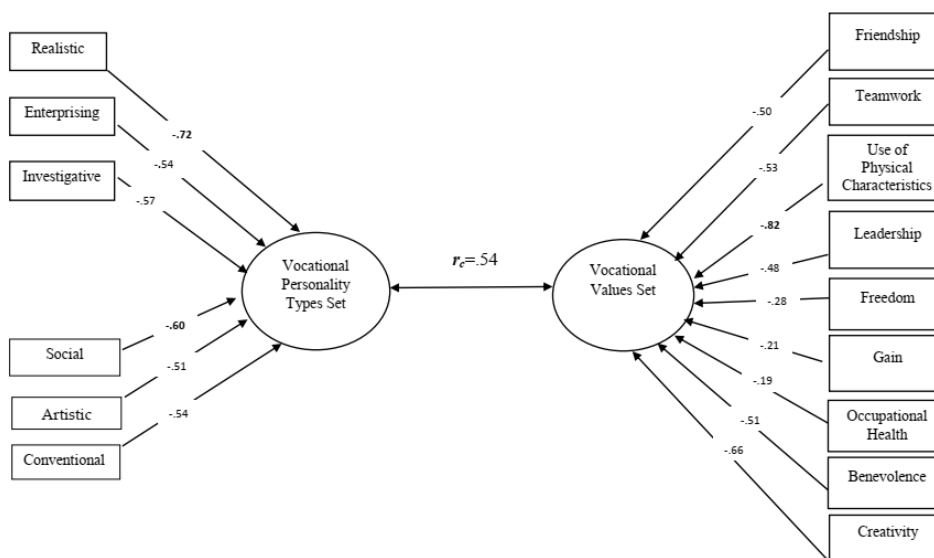 Realistic
Enterprising
Investigative
Social
Artistic
Conventional
-.72
-.54
-.57
-.60
-.51
-.54
Vocational
Personality
Types Set
rc=.54
Vocational
Values Set
-.50
-.53
-.82
-.48
-.28
-.21
-.19
-.51
-.66
Friendship
Teamwork
Use of
Physical
Characteristics
Leadership
Freedom
Gain
Occupational
Health
Benevolence
Creativity